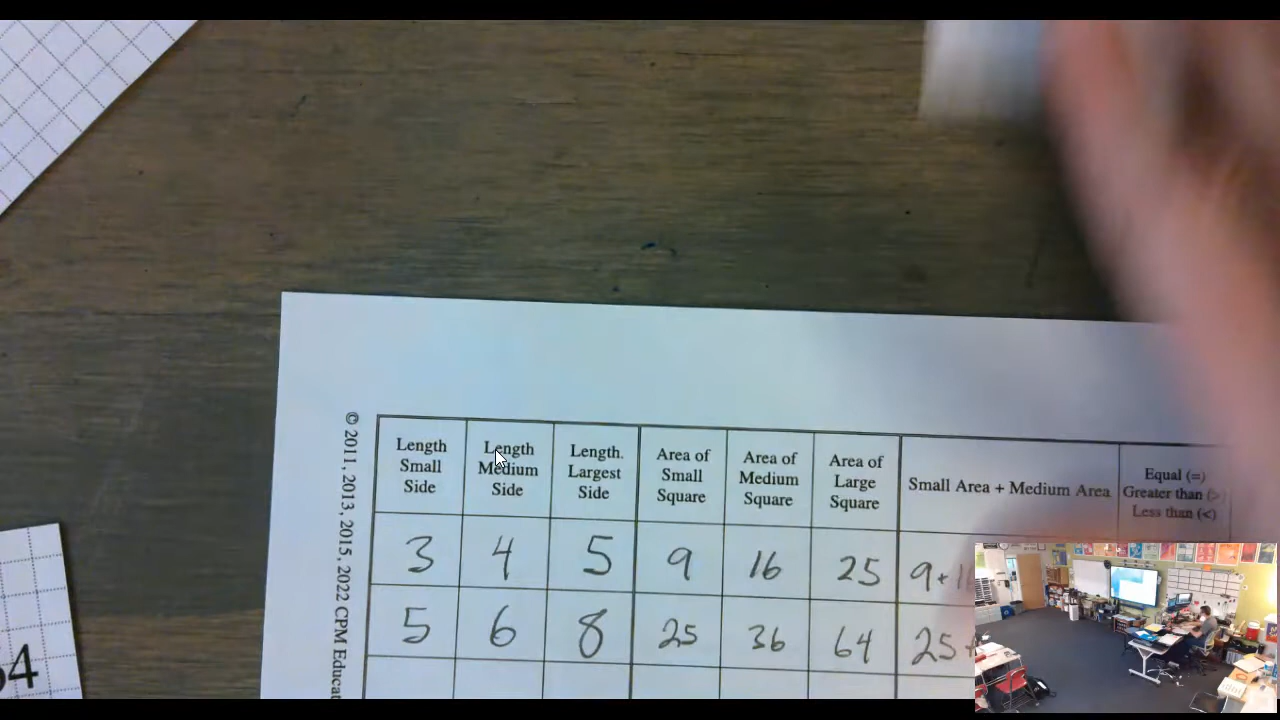 © 2011, 2013, 2015, 2022 CPM
Length Small Side
Length Medium Side
Length. Largest Side
Area of Small Square
Area of Medium Square
Area of Large Square
Small Area + Medium Area
Equal (=) Greater than (>) Less than (<)
3 4 5 9 16 25 9+
5 6 8 25 36 64 25+